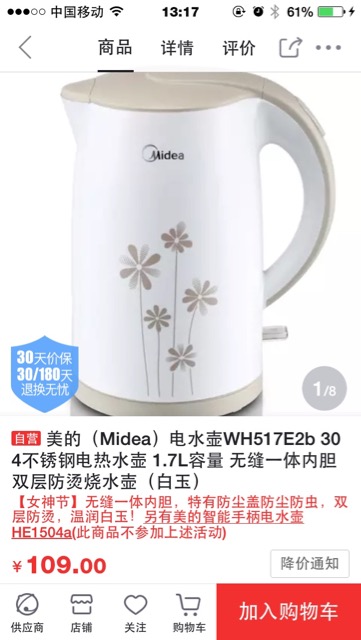 中国移动 13:17 61%
商品 详情 评价
Midea
30天价保
30/180天
退换无忧
1/8
自营 美的（Midea）电水壶WH517E2b 30
4不锈钢电热水壶 1.7L容量 无缝一体内胆
双层防烫烧水壶（白玉）
【女神节】无缝一体内胆，特有防尘盖防尘防虫，双
层防烫，温润白玉！另有美的智能手柄电水壶
HE1504a(此商品不参加上述活动)
¥109.00 降价通知
供应商 店铺 关注 购物车 加入购物车